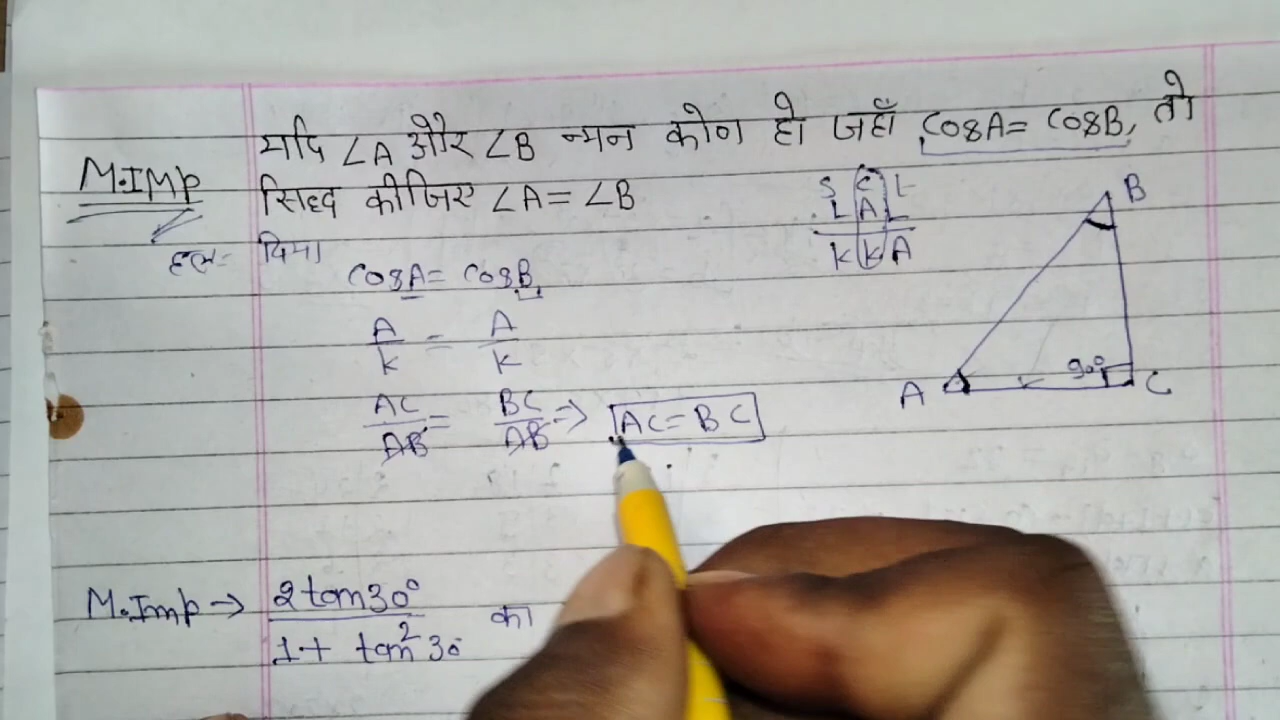 यदि ∠A और ∠B न्यून कोण हो जहाँ cosA = cosB, तो
M.IMP
सिद्ध कीजिए ∠A = ∠B
S C L
L A L
K K A
हल:- दिया
cosA = cosB
A/K = A/K
AC/AB = BC/AB => AC = BC
B
A
90°
C
M.Imp → 2tan30°/1+tan²30° का